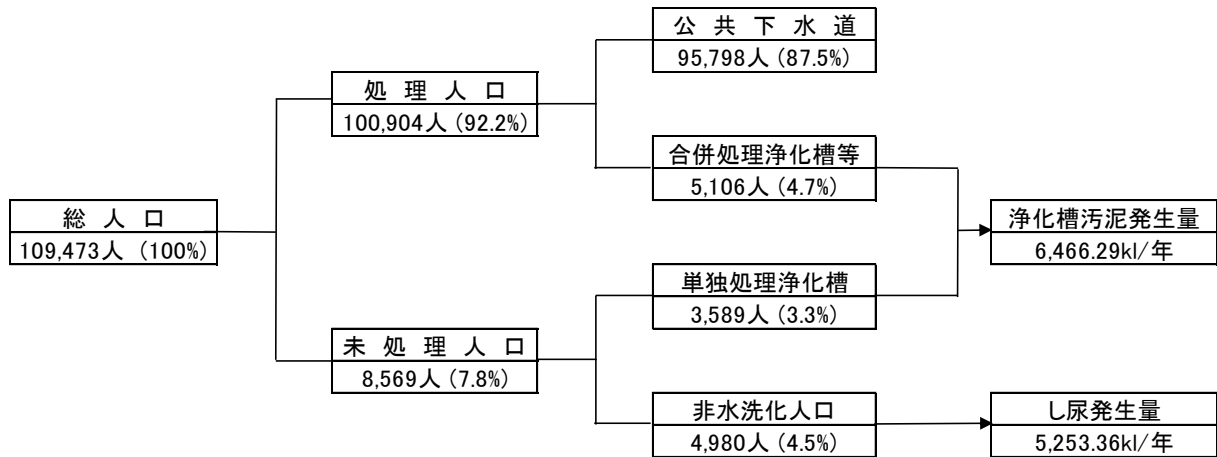 公共下水道
95,798人 (87.5%)
処理人口
100,904人 (92.2%)
合併処理浄化槽等
5,106人 (4.7%)
総人口
109,473人 (100%)
浄化槽汚泥発生量
6,466.29kl/年
単独処理浄化槽
3,589人 (3.3%)
未処理人口
8,569人 (7.8%)
非水洗化人口
4,980人 (4.5%)
し尿発生量
5,253.36kl/年